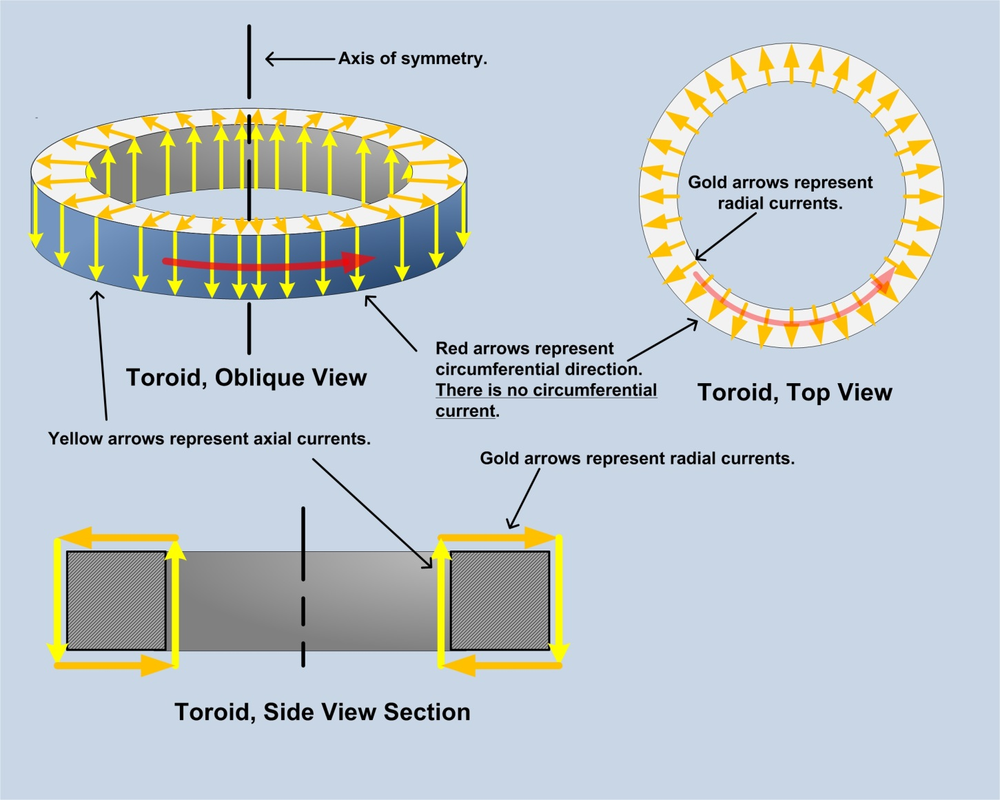 Axis of symmetry.
Gold arrows represent
radial currents.
Red arrows represent
circumferential direction.
There is no circumferential
current.
Toroid, Oblique View
Toroid, Top View
Yellow arrows represent axial currents.
Gold arrows represent radial currents.
Toroid, Side View Section